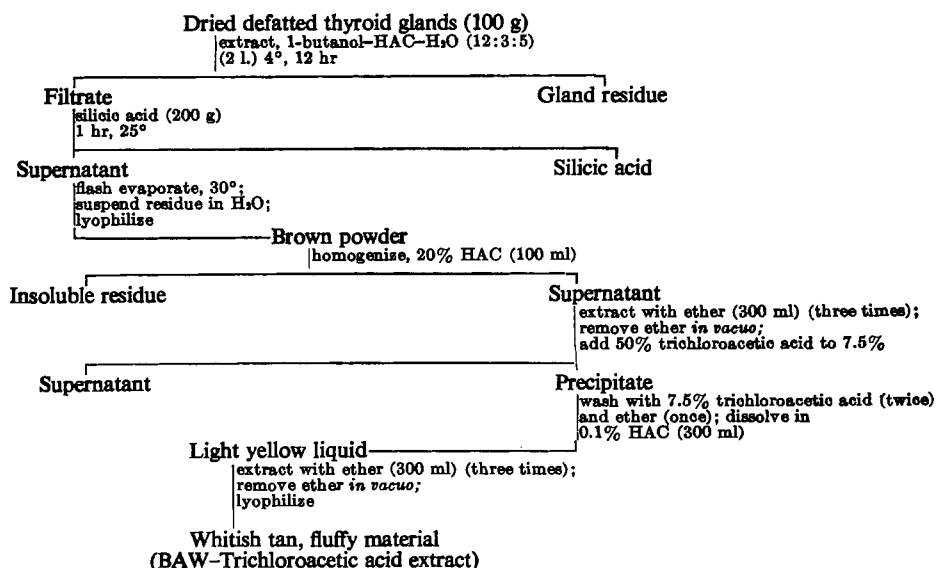 Dried defatted thyroid glands (100 g)
extract, 1-butanol–HAC–H₂O (12:3:5)
(2 l.) 4°, 12 hr
Filtrate
Gland residue
silicic acid (200 g)
1 hr, 25°
Supernatant
Silicic acid
flash evaporate, 30°;
suspend residue in H₂O;
lyophilize
Brown powder
homogenize, 20% HAC (100 ml)
Insoluble residue
Supernatant
extract with ether (300 ml) (three times);
remove ether in vacuo;
add 50% trichloroacetic acid to 7.5%
Supernatant
Precipitate
wash with 7.5% trichloroacetic acid (twice)
and ether (once); dissolve in
0.1% HAC (300 ml)
Light yellow liquid
extract with ether (300 ml) (three times);
remove ether in vacuo;
lyophilize
Whitish tan, fluffy material
(BAW–Trichloroacetic acid extract)